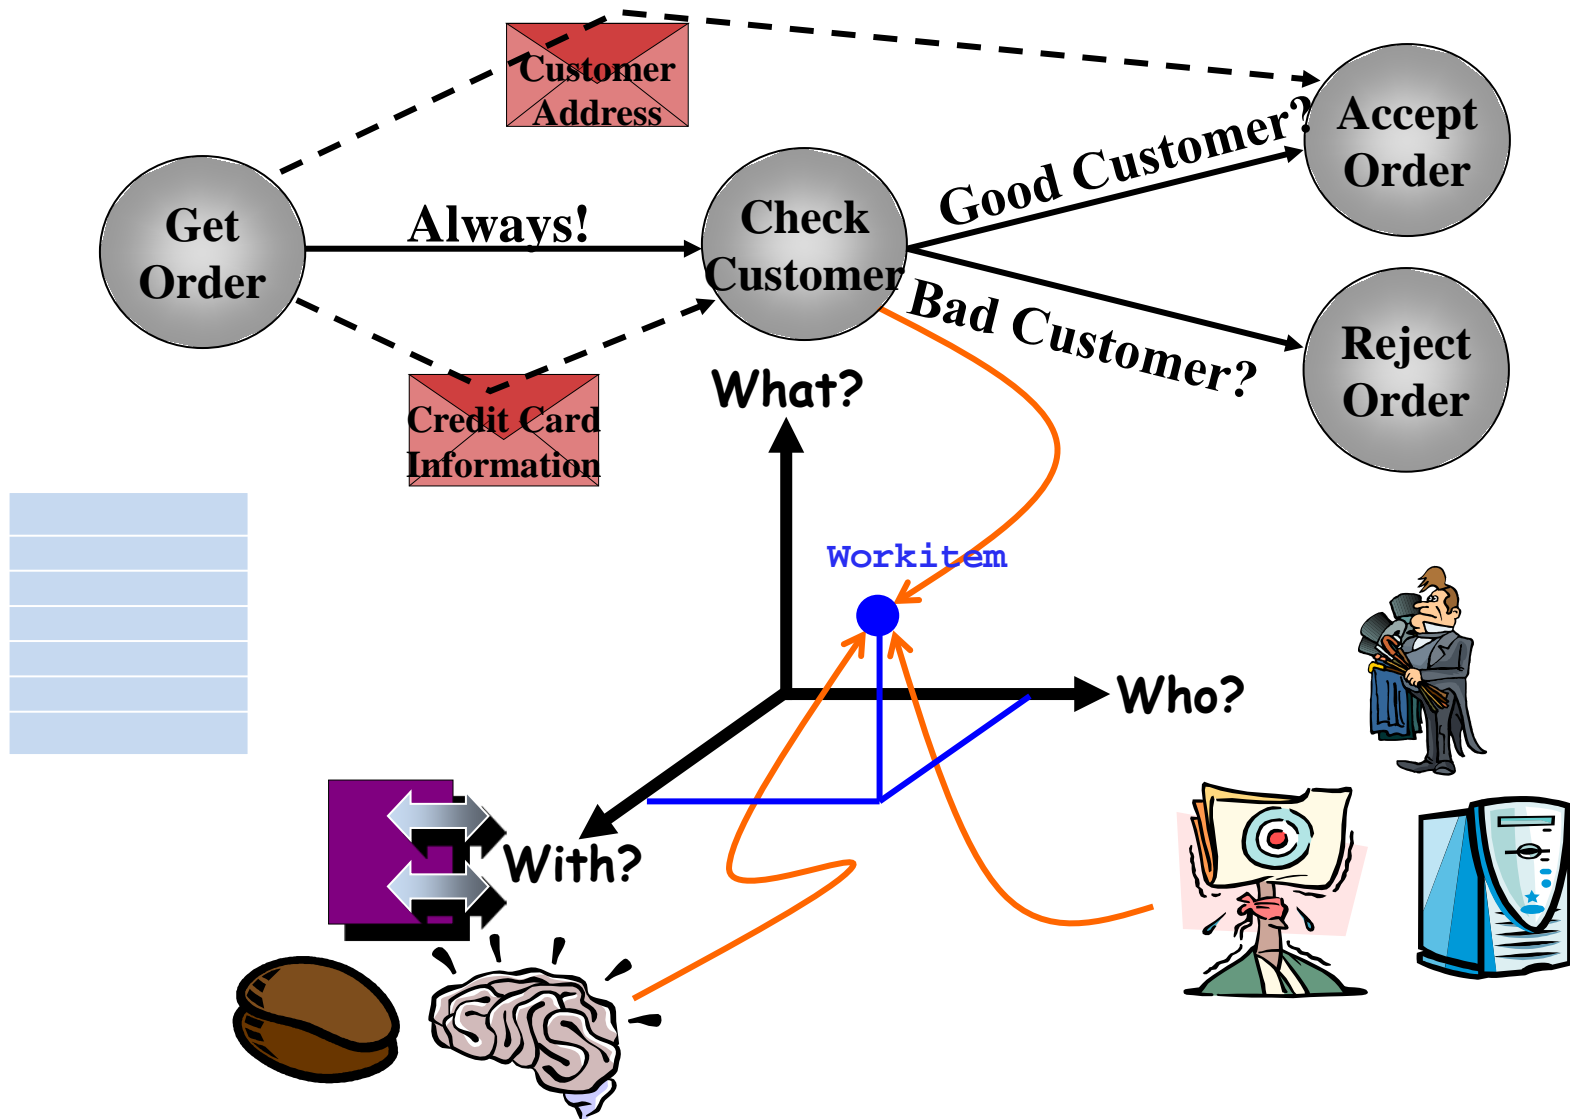 Customer
Address
Accept
Order
Good Customer?
Get
Order
Always!
Check
Customer
Bad Customer?
Reject
Order
What?
Credit Card
Information
Workitem
Who?
With?